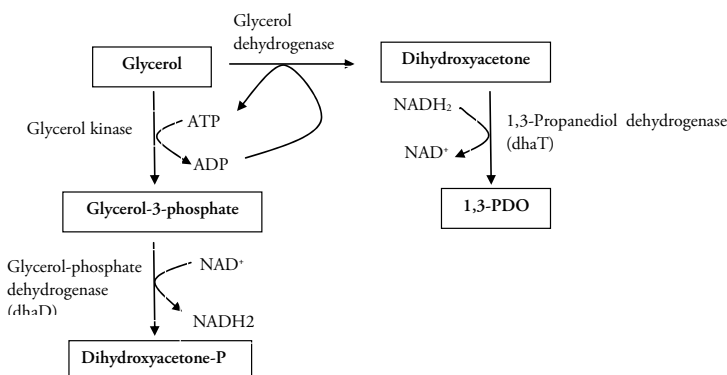 Glycerol
dehydrogenase
Glycerol
Dihydroxyacetone
Glycerol kinase
ATP
ADP
NADH₂
NAD⁺
1,3-Propanediol dehydrogenase
(dhaT)
Glycerol-3-phosphate
1,3-PDO
Glycerol-phosphate
dehydrogenase
(dhaD)
NAD⁺
NADH2
Dihydroxyacetone-P